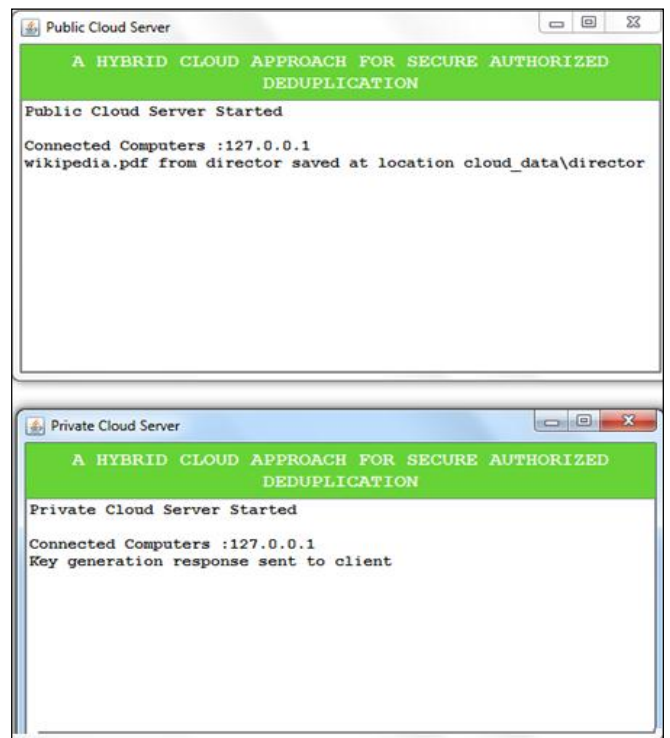 Public Cloud Server
A HYBRID CLOUD APPROACH FOR SECURE AUTHORIZED
DEDUPLICATION
Public Cloud Server Started
Connected Computers :127.0.0.1
wikipedia.pdf from director saved at location cloud_data\director
Private Cloud Server
A HYBRID CLOUD APPROACH FOR SECURE AUTHORIZED
DEDUPLICATION
Private Cloud Server Started
Connected Computers :127.0.0.1
Key generation response sent to client